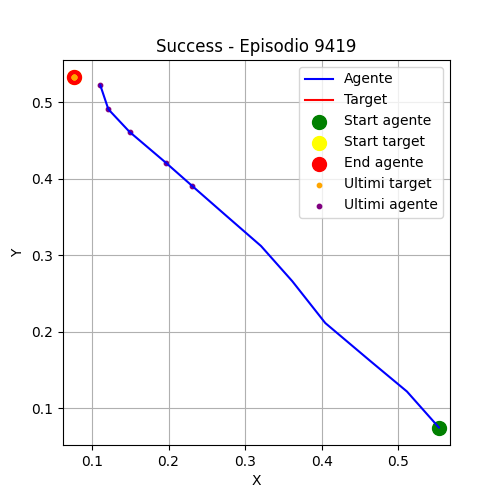 Success - Episodio 9419
Agente
Target
Start agente
Start target
End agente
Ultimi target
Ultimi agente
Y
0.5
0.4
0.3
0.2
0.1
0.1
0.2
0.3
0.4
0.5
X